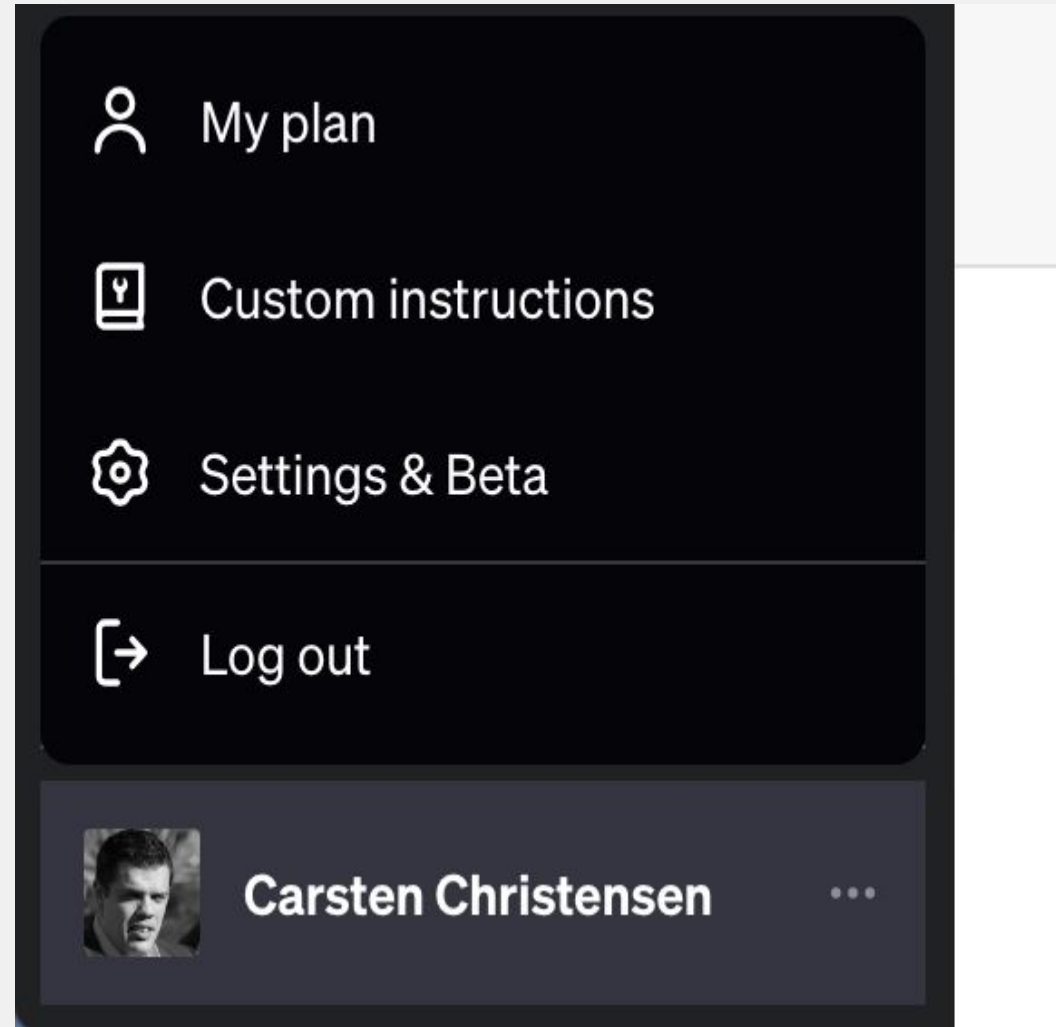 My plan
Custom instructions
Settings & Beta
Log out
Carsten Christensen